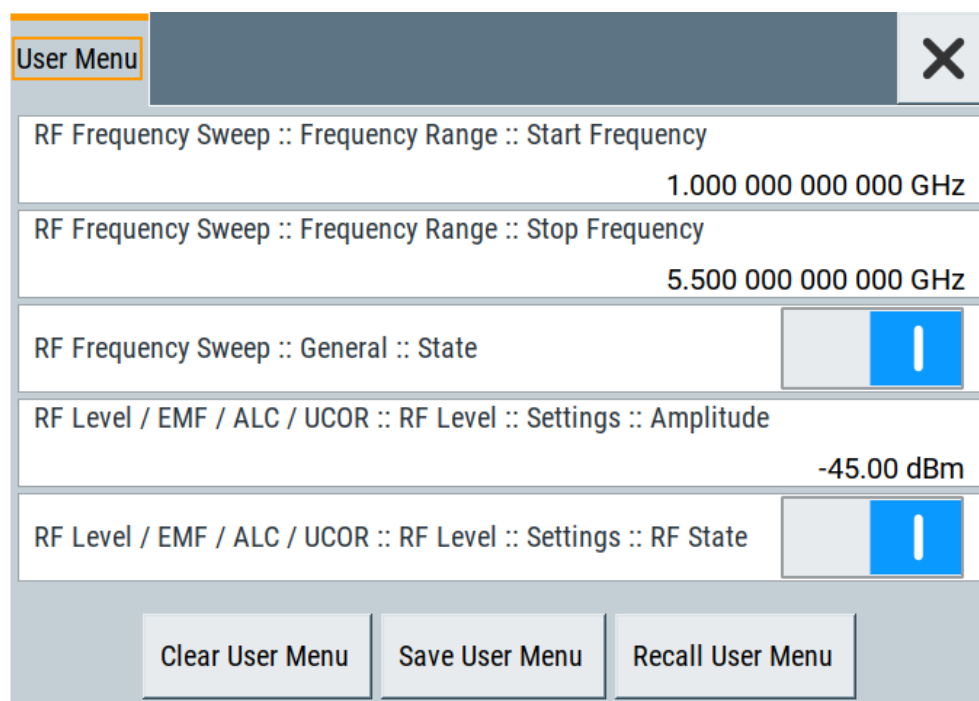 User Menu
RF Frequency Sweep :: Frequency Range :: Start Frequency
1.000 000 000 000 GHz
RF Frequency Sweep :: Frequency Range :: Stop Frequency
5.500 000 000 000 GHz
RF Frequency Sweep :: General :: State
RF Level / EMF / ALC / UCOR :: RF Level :: Settings :: Amplitude
-45.00 dBm
RF Level / EMF / ALC / UCOR :: RF Level :: Settings :: RF State
Clear User Menu Save User Menu Recall User Menu